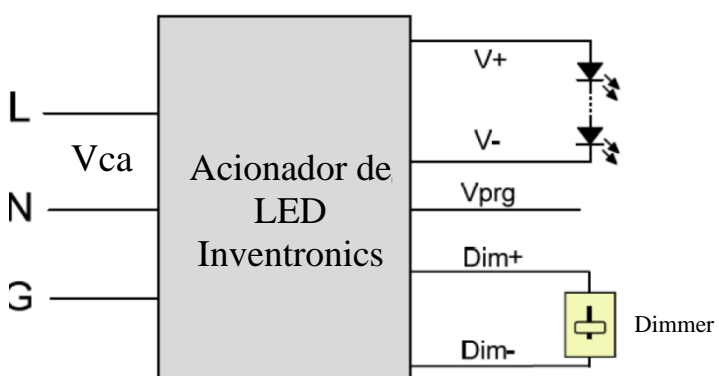 L
Vca
N
G
Acionador de
LED
Inventronics
V+
V-
Vprg
Dim+
Dim-
Dimmer